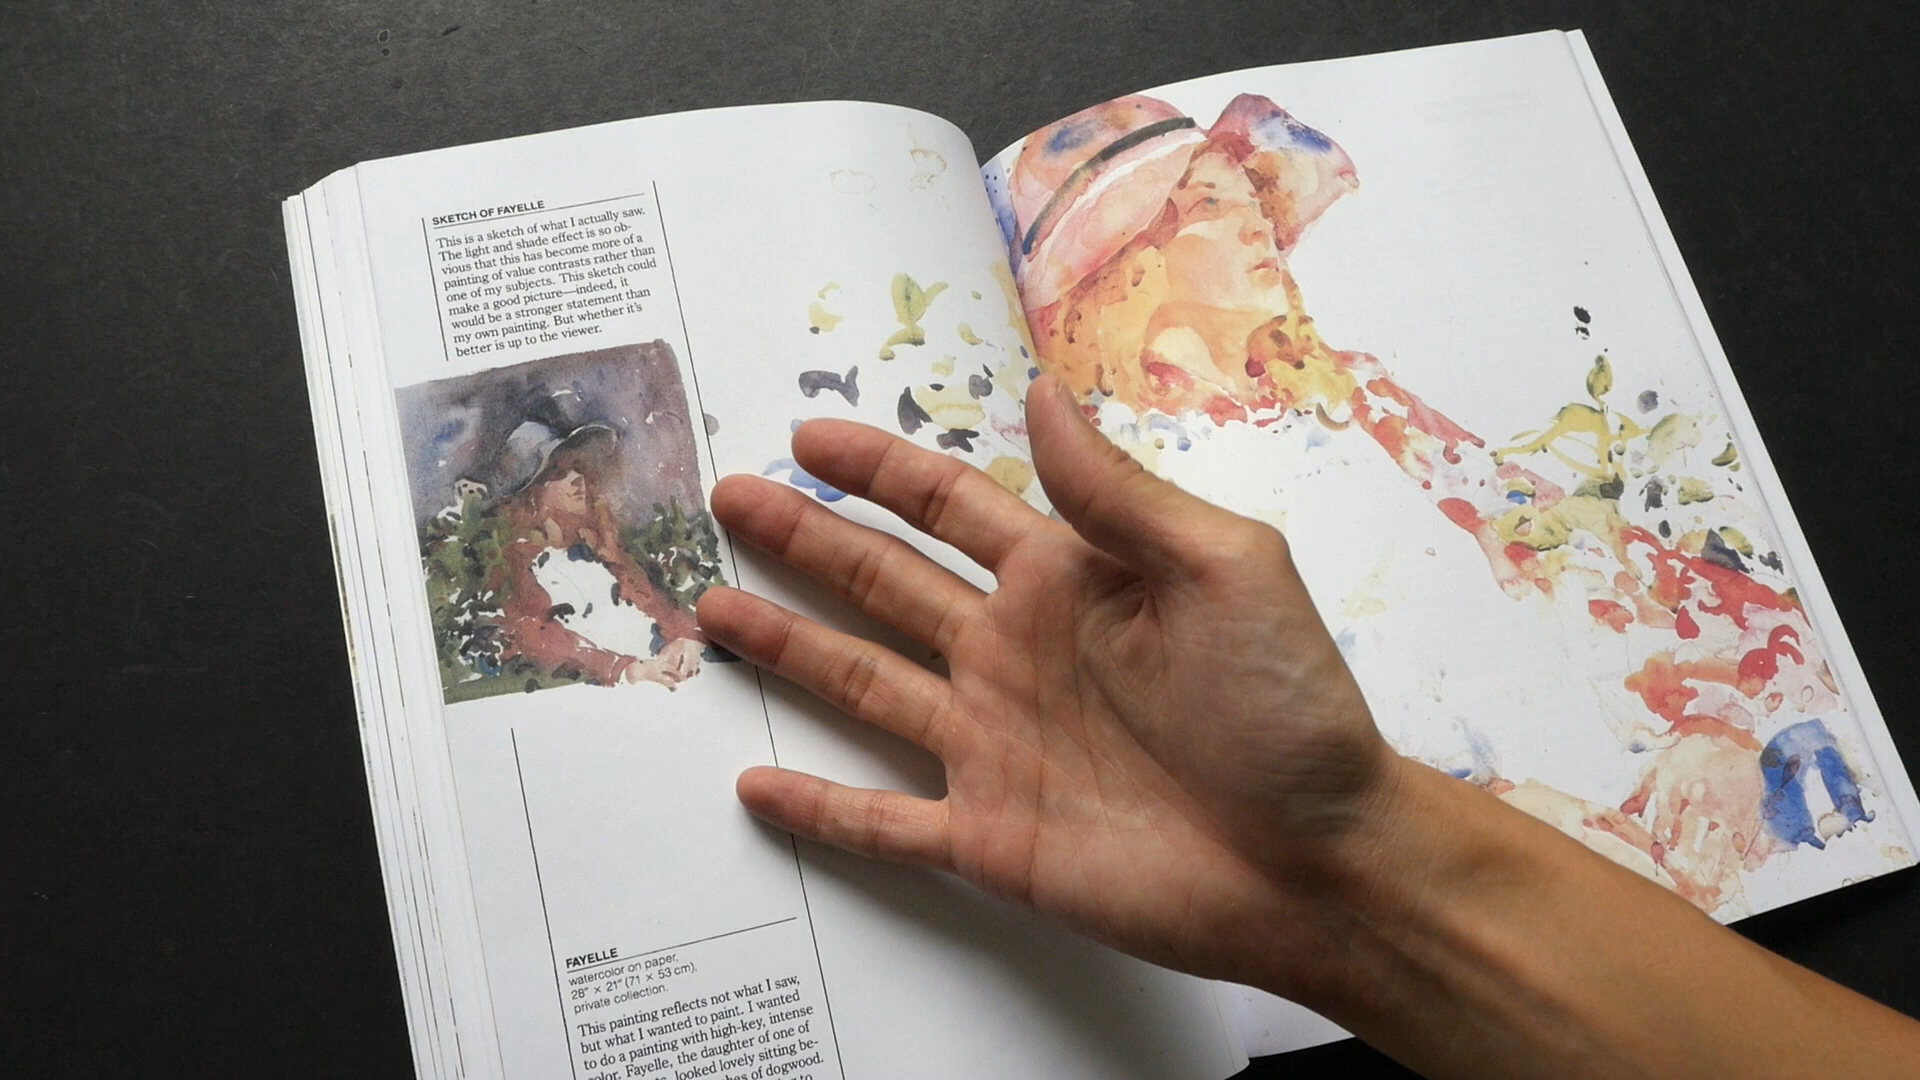 SKETCH OF FAYELLE
This is a sketch of what I actually saw.
The light and shade effect is so ob-
vious that this has become more of a
painting of value contrasts rather than
one of my subjects. This sketch could
make a good picture—indeed, it
would be a stronger statement than
my own painting. But whether it's
better is up to the viewer.
FAYELLE
watercolor on paper,
28" × 21" (71 × 53 cm),
private collection.
This painting reflects not what I saw,
but what I wanted to paint. I wanted
to do a painting with high-key, intense
color. Fayelle, the daughter of one of
looked lovely sitting be-
of dogwood.
to